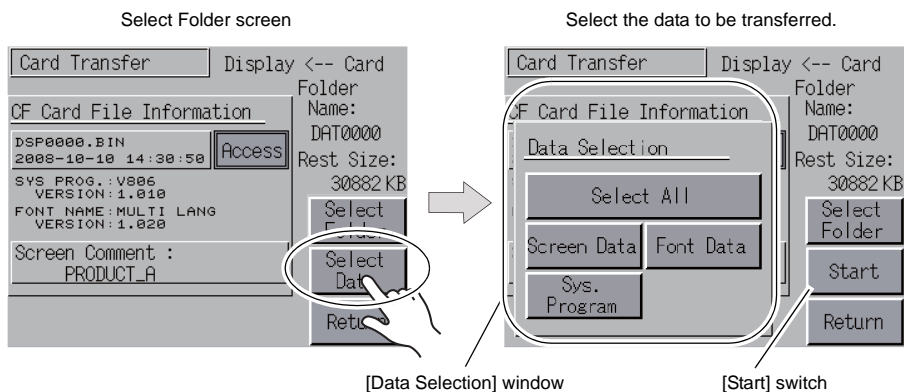 Select Folder screen
Card Transfer
Display <-- Card
Folder
Name:
DAT0000
Rest Size:
30882 KB
CF Card File Information
DSP0000.BIN
2008-10-10 14:30:50
Access
SYS PROG.:V806
VERSION:1.010
FONT NAME:MULTI LANG
VERSION:1.020
Screen Comment :
PRODUCT_A
Select
Folder
Select
Data
Return
Select the data to be transferred.
Card Transfer
Display <-- Card
Folder
Name:
DAT0000
Rest Size:
30882 KB
CF Card File Information
Data Selection
Select All
Screen Data
Font Data
Sys.
Program
Select
Folder
Start
Return
[Data Selection] window
[Start] switch